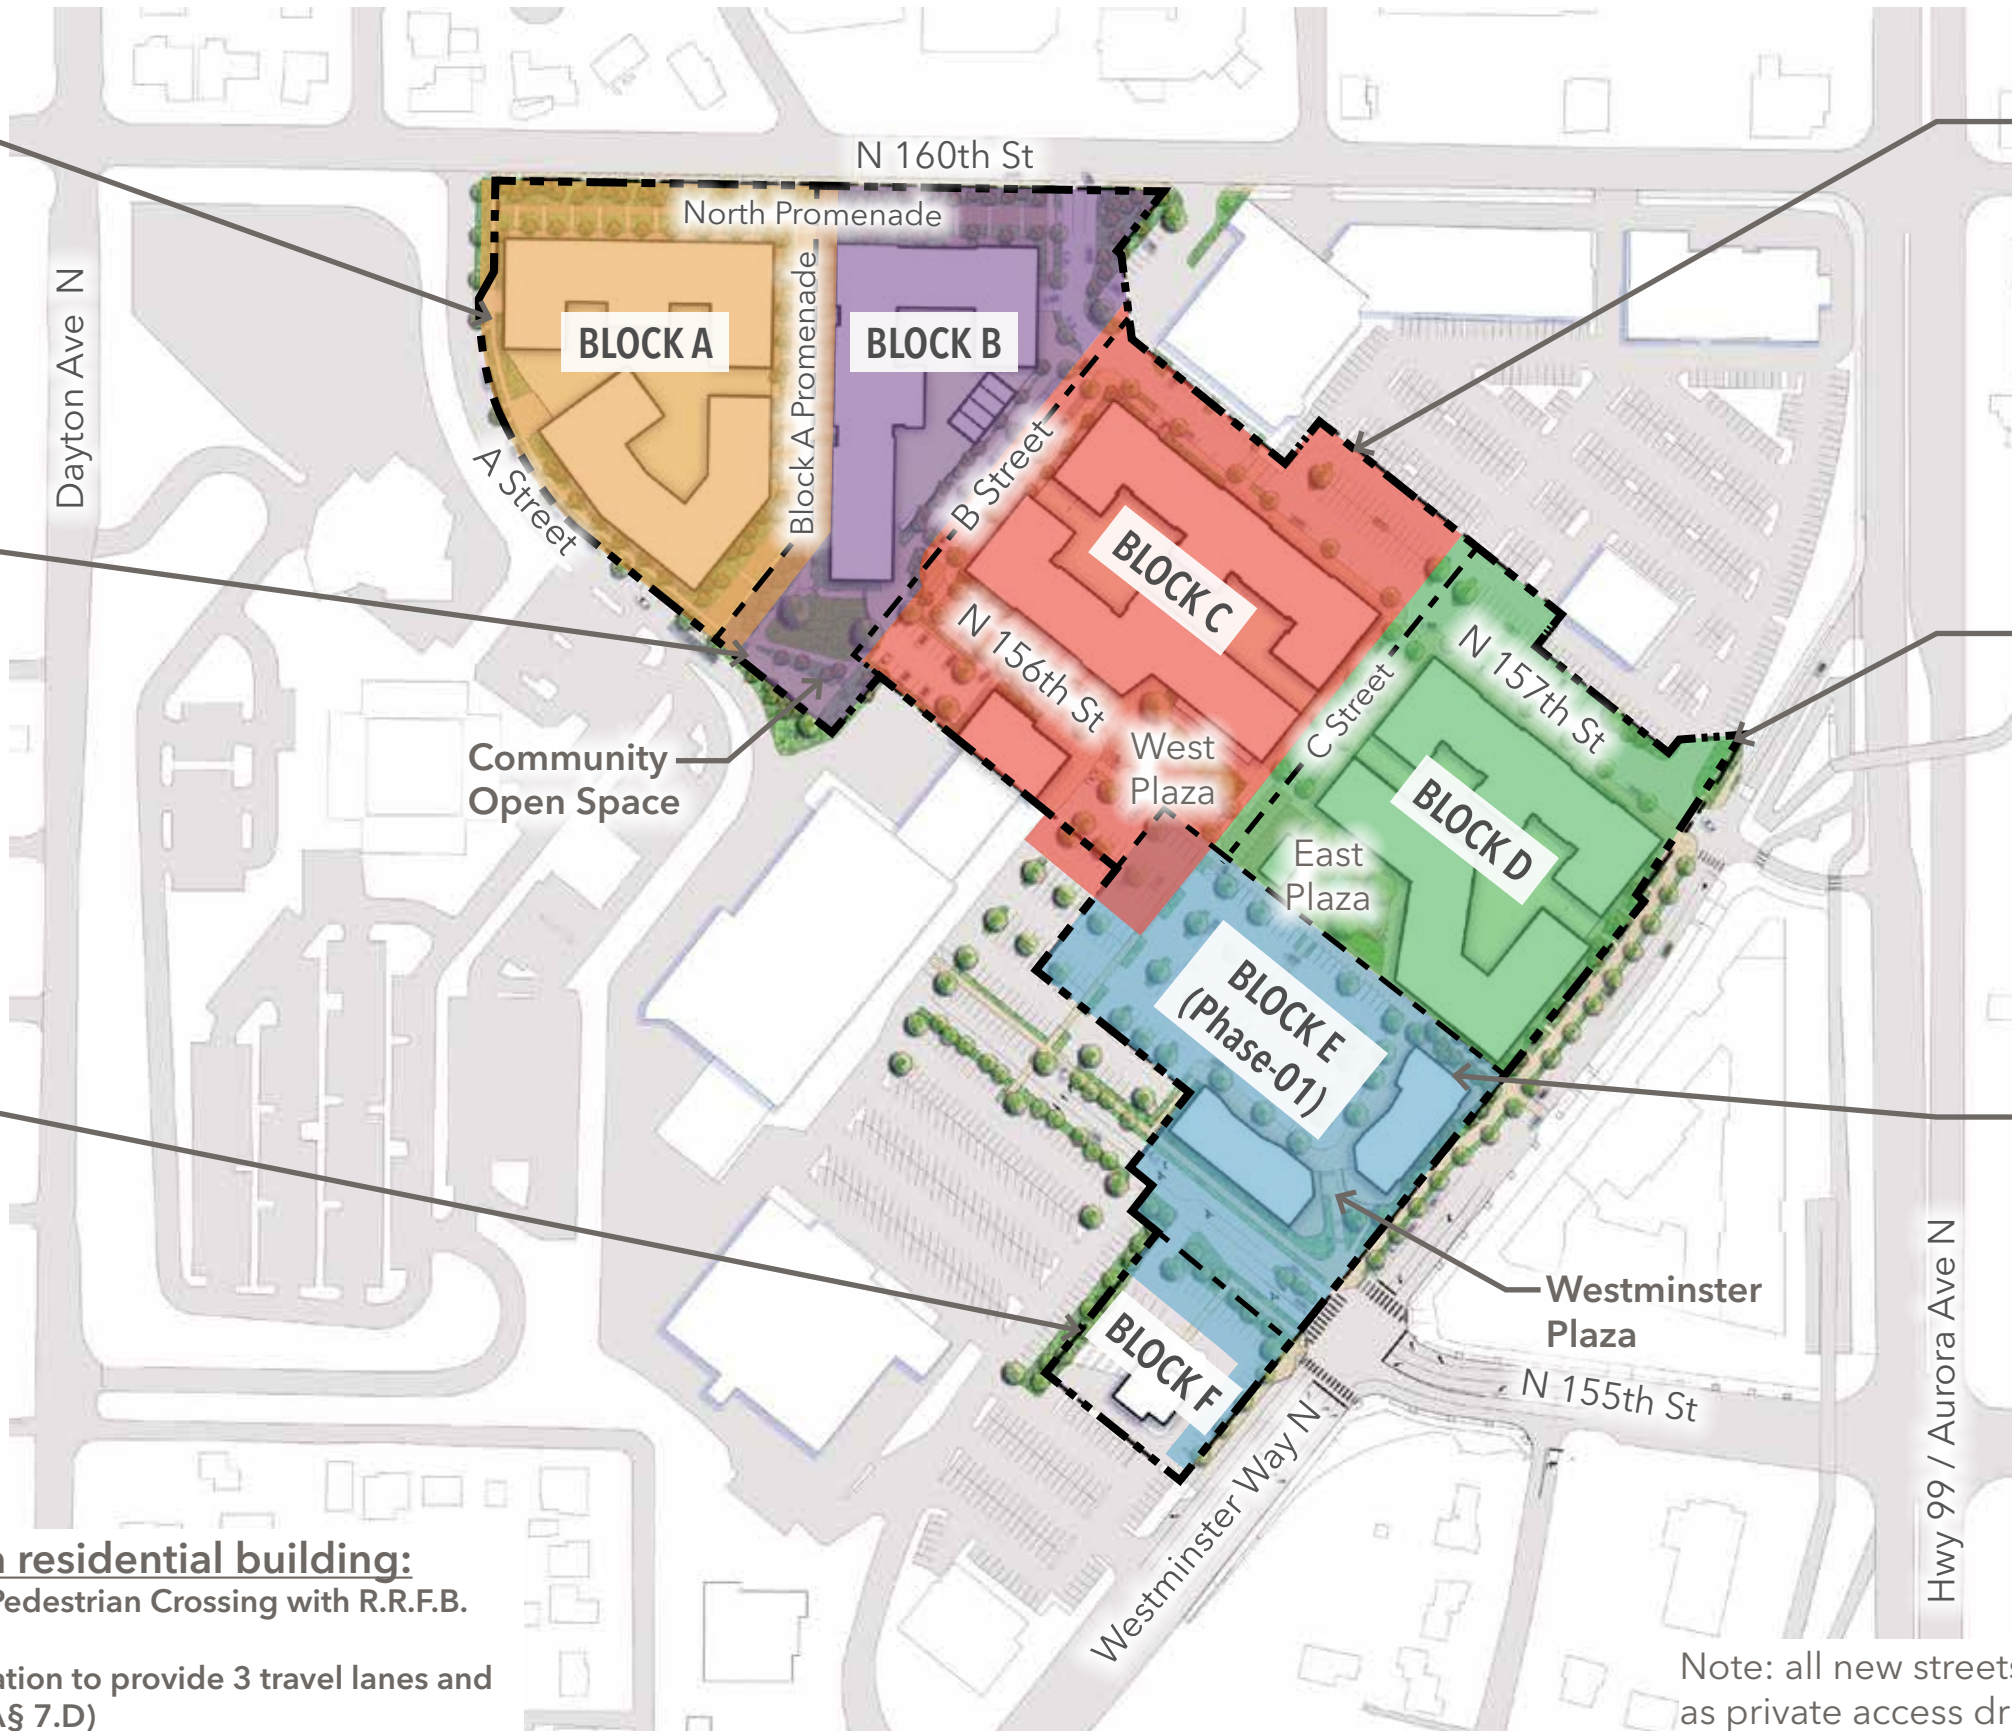 N 160th St
North Promenade
Dayton Ave N
BLOCK A
BLOCK B
Block A Promenade
A Street
B Street
BLOCK C
N 156th St
N 157th St
C Street
West
Plaza
Community
Open Space
BLOCK D
East
Plaza
BLOCK E
(Phase-01)
Westminster
Plaza
BLOCK F
N 155th St
Westminster Way N
Hwy 99 / Aurora Ave N
residential building:
Pedestrian Crossing with R.R.F.B.
ation to provide 3 travel lanes and
§ 7.D)
Note: all new streets
as private access dr